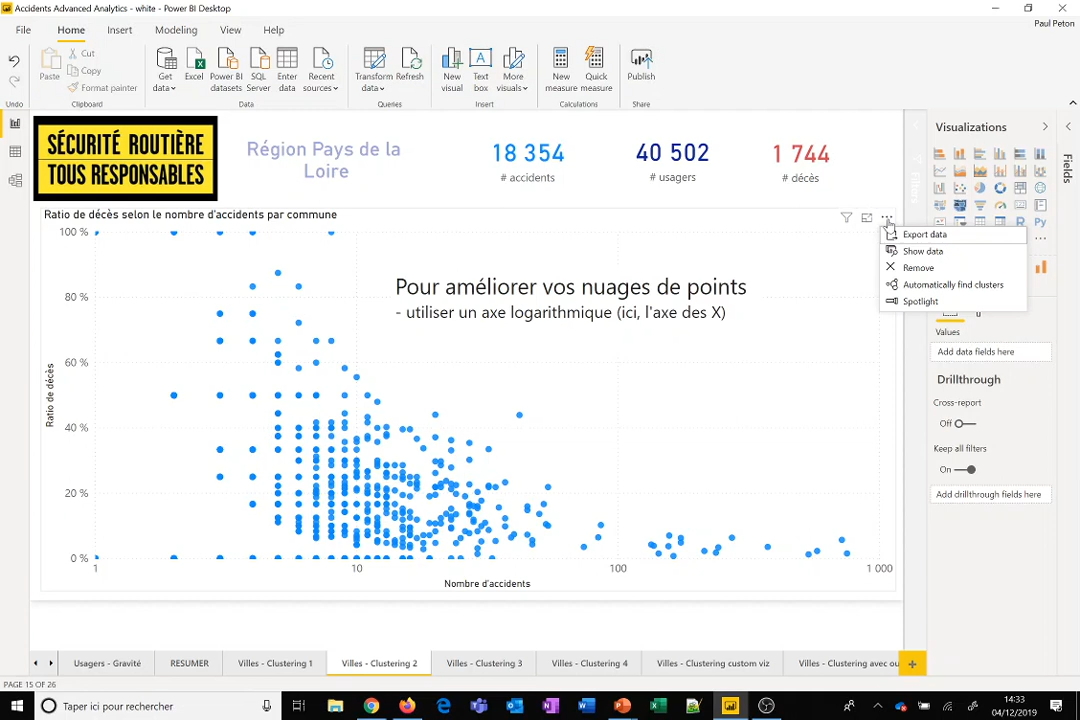 Accidents Advanced Analytics - white - Power BI Desktop
Paul Peton
File Home Insert Modeling View Help
Cut
Copy
Format painter
Paste
Get data
Excel
Power BI datasets
SQL Server
Enter data
Recent sources
Transform data
Refresh
New visual
Text box
More visuals
New measure
Quick measure
Publish
Undo Clipboard Data Queries Insert Calculations Share
SÉCURITÉ ROUTIÈRE
TOUS RESPONSABLES
Région Pays de la
Loire
18 354
# accidents
40 502
# usagers
1 744
# décès
Ratio de décès selon le nombre d'accidents par commune
Pour améliorer vos nuages de points
- utiliser un axe logarithmique (ici, l'axe des X)
100 %
80 %
60 %
40 %
20 %
0 %
Ratio de décès
1 10 100 1 000
Nombre d'accidents
Export data
Show data
Remove
Automatically find clusters
Spotlight
Filters
Visualizations
Fields
R Py
Values
Add data fields here
Drillthrough
Cross-report
Off
Keep all filters
On
Add drillthrough fields here
Usagers - Gravité RESUMER Villes - Clustering 1 Villes - Clustering 2 Villes - Clustering 3 Villes - Clustering 4 Villes - Clustering custom viz Villes - Clustering avec ou
PAGE 15 OF 26
Taper ici pour rechercher
14:33
04/12/2019